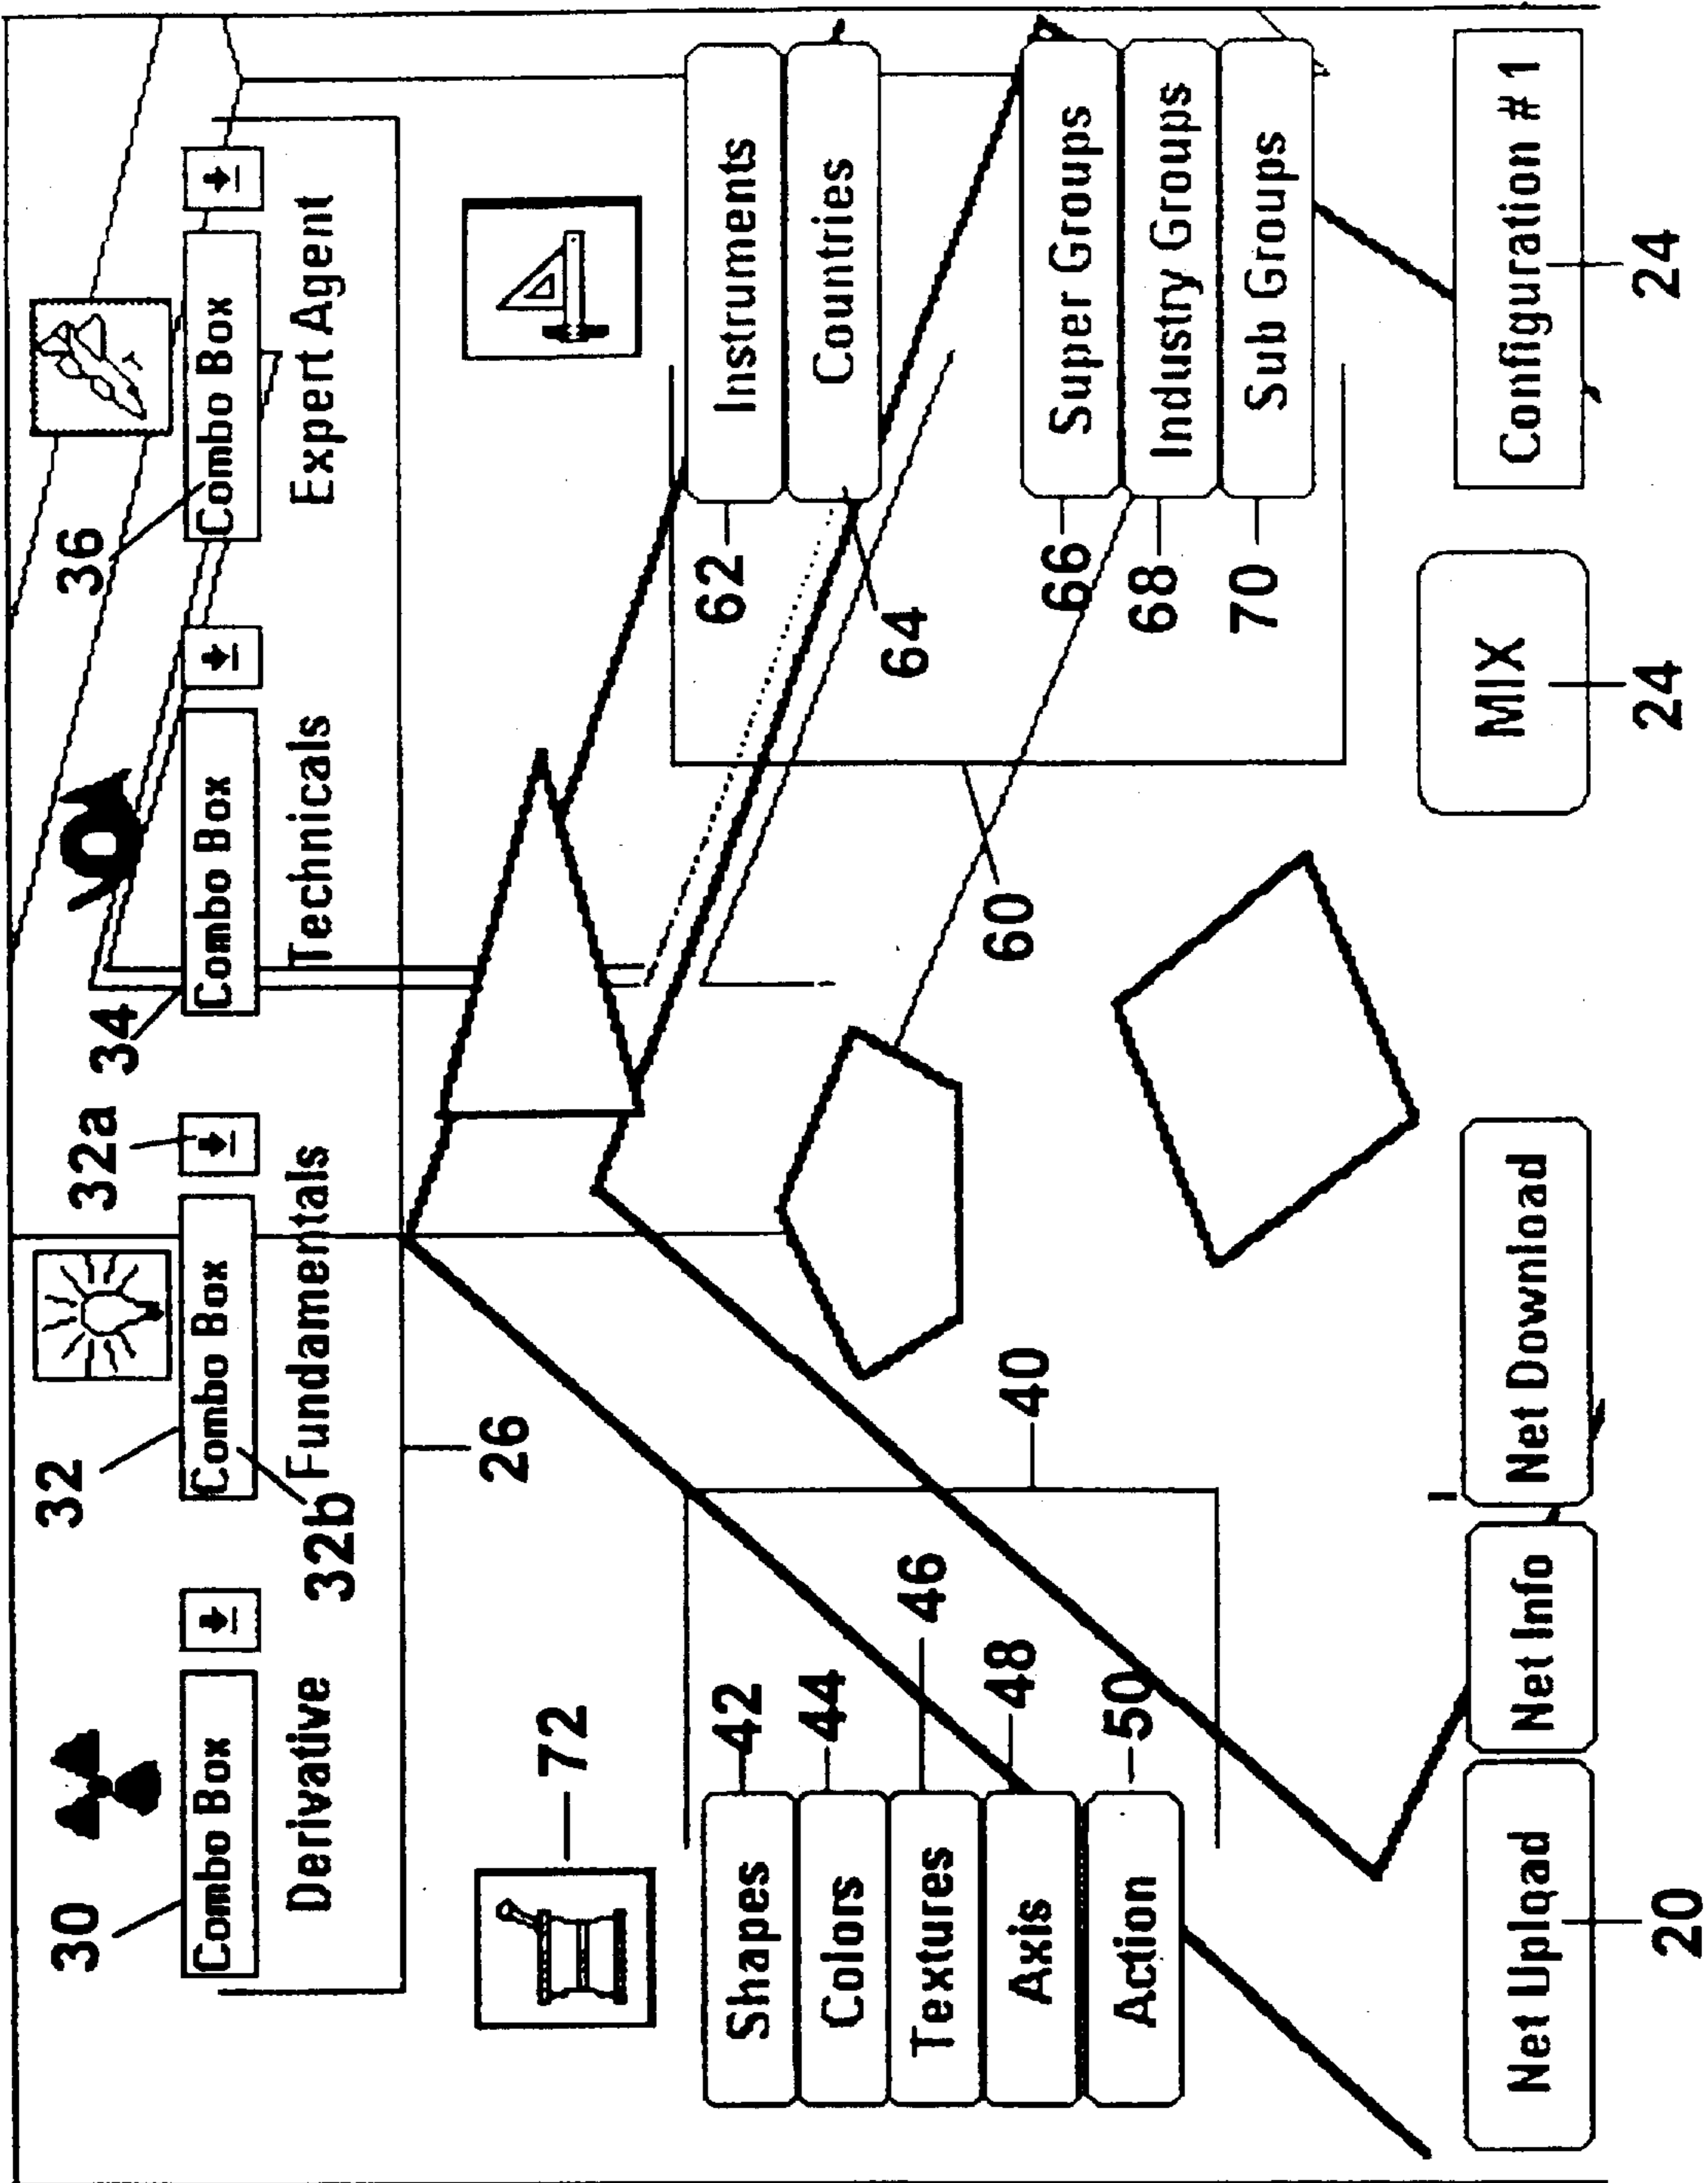 30
32
32a
34
36
Combo Box
Combo Box
Combo Box
Combo Box
Derivative
32b
Fundamentals
Technicals
Expert Agent
26
72
Shapes
42
Colors
44
Textures
46
Axis
48
Action
50
40
60
62
Instruments
64
Countries
66
Super Groups
68
Industry Groups
70
Sub Groups
Net Upload
Net Info
Net Download
MIX
Configuration # 1
20
24
24